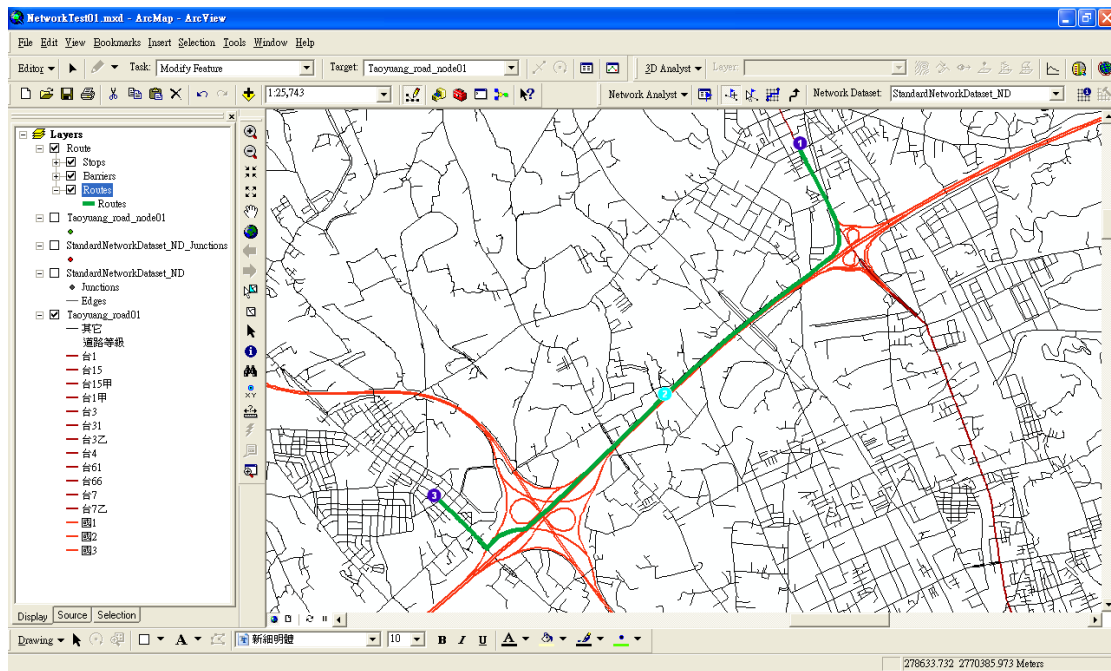 NetworkTest01.mxd - ArcMap - ArcView
File Edit View Bookmarks Insert Selection Tools Window Help
Editor Task: Modify Feature Target: Taoyuang_road_node01 3D Analyst Layer:
1:25,743 Network Analyst Network Dataset: StandardNetworkDataset_ND
Layers
Route
Stops
Barriers
Routes
Routes
Taoyuang_road_node01
StandardNetworkDataset_ND_Junctions
StandardNetworkDataset_ND
Junctions
Edges
Taoyuang_road01
其它
道路等級
台1
台15
台15甲
台1甲
台3
台31
台3乙
台4
台61
台66
台7
台7乙
國1
國2
國3
1
2
3
Display Source Selection
Drawing A 新細明體 10 B I U A
278633.732 2770385.973 Meters